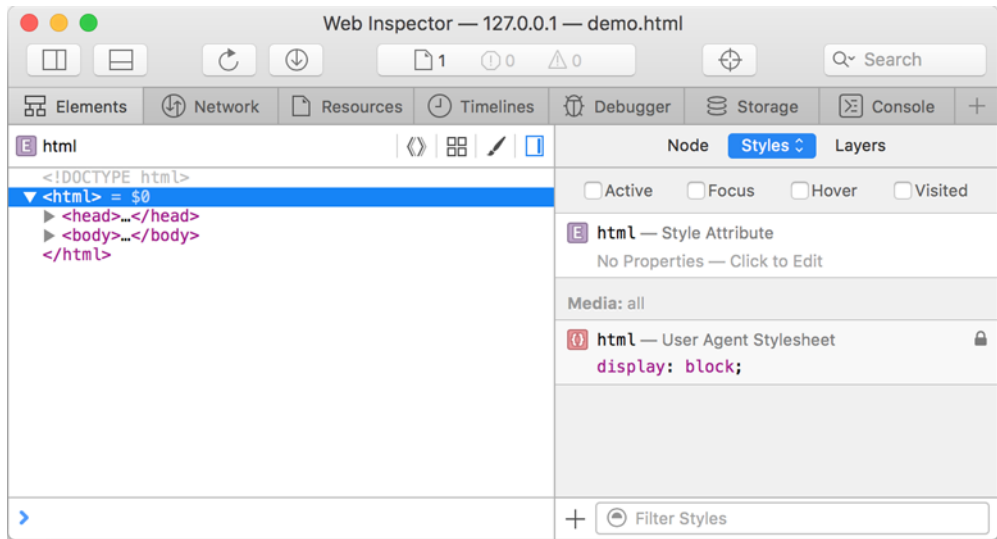 Web Inspector — 127.0.0.1 — demo.html
1 0 0 Search
Elements Network Resources Timelines Debugger Storage Console
E html
Node Styles Layers
<!DOCTYPE html>
<html> = $0
<head>…</head>
<body>…</body>
</html>
Active Focus Hover Visited
E html — Style Attribute
No Properties — Click to Edit
Media: all
html — User Agent Stylesheet
display: block;
Filter Styles